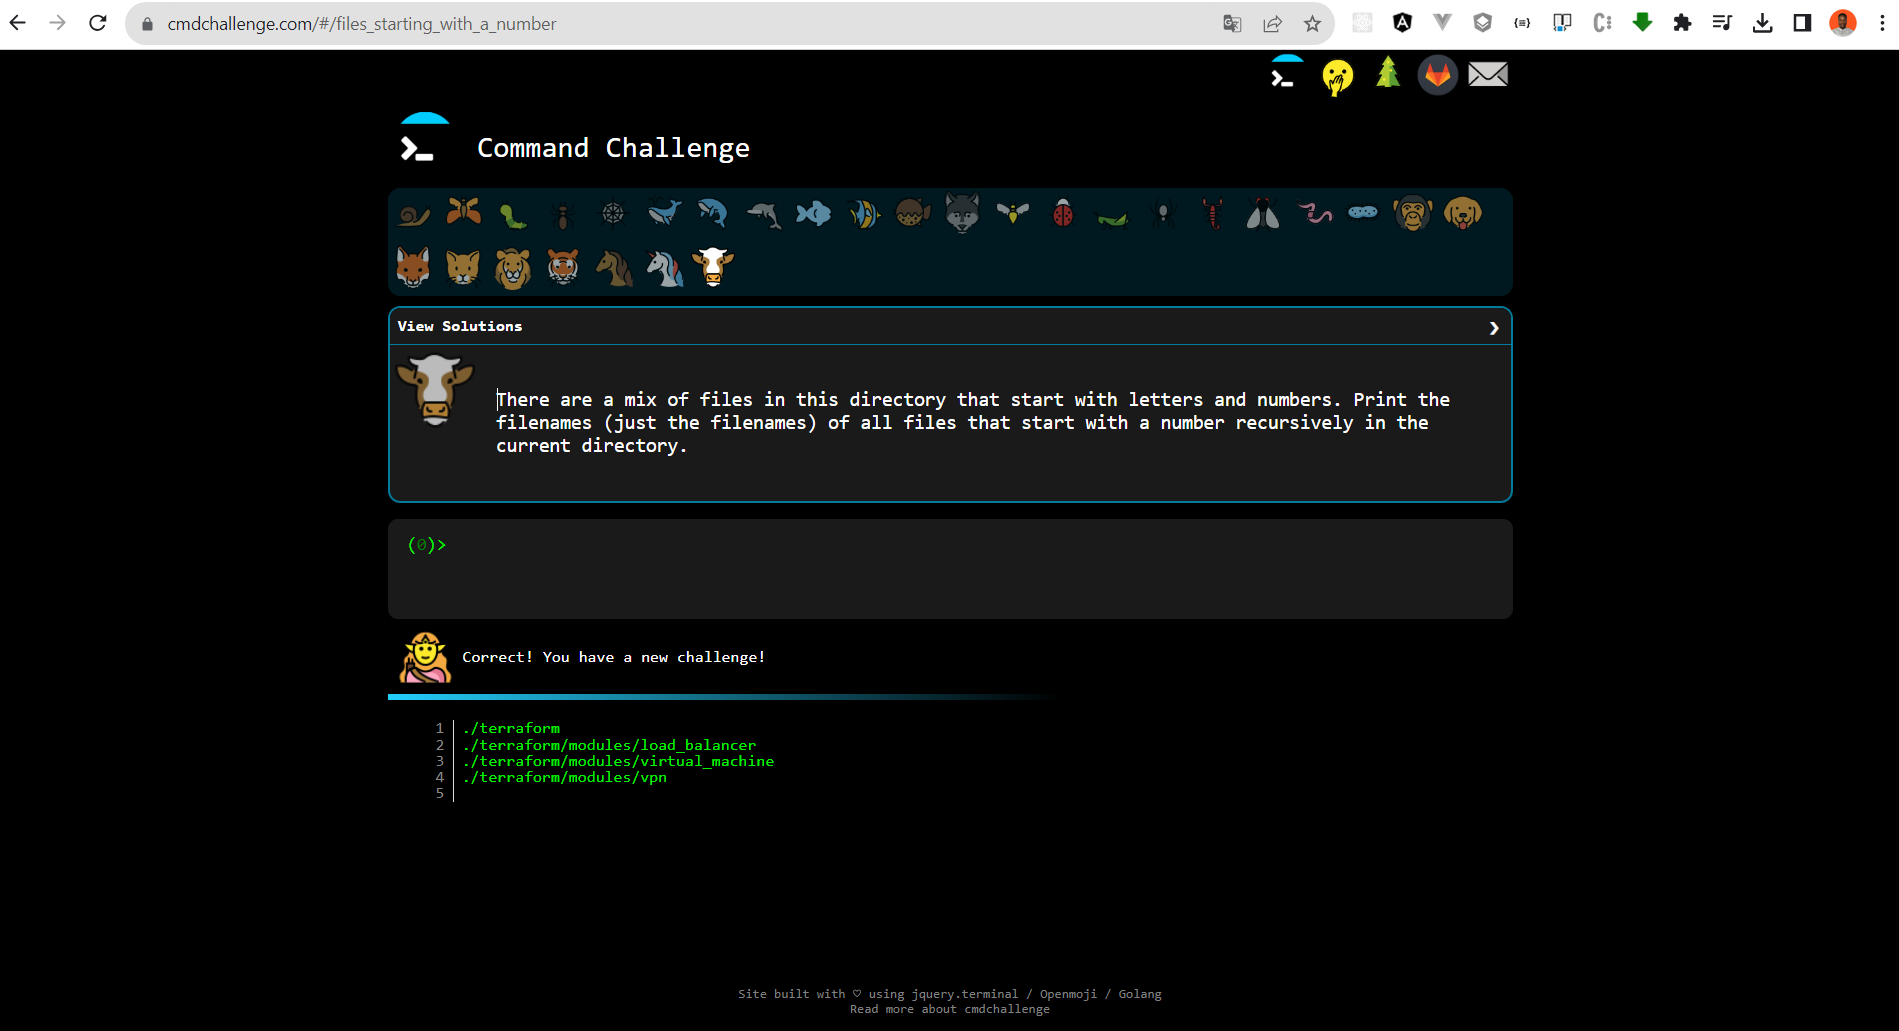 cmdchallenge.com/#/files_starting_with_a_number
Command Challenge
View Solutions
There are a mix of files in this directory that start with letters and numbers. Print the
filenames (just the filenames) of all files that start with a number recursively in the
current directory.
(0)>
Correct! You have a new challenge!
1 ./terraform
2 ./terraform/modules/load_balancer
3 ./terraform/modules/virtual_machine
4 ./terraform/modules/vpn
5
Site built with ♡ using jquery.terminal / Openmoji / Golang
Read more about cmdchallenge